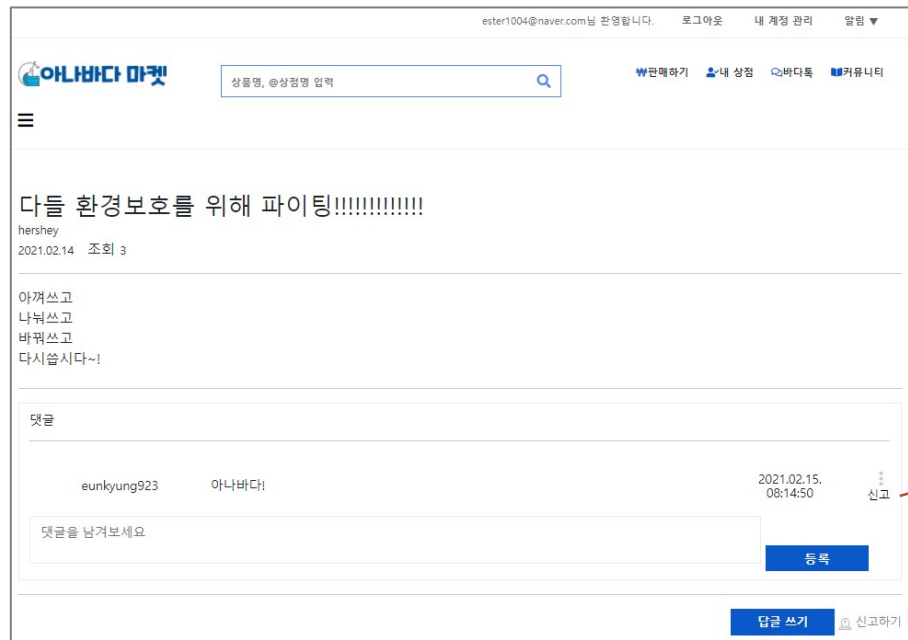 ester1004@naver.com님 환영합니다. 로그아웃 내 계정 관리 알림 ▼
아나바다 마켓 상품명, @상점명 입력 ₩판매하기 내 상점 바다톡 커뮤니티
다들 환경보호를 위해 파이팅!!!!!!!!!!!!!
hershey
2021.02.14 조회 3
아껴쓰고
나눠쓰고
바꿔쓰고
다시씁시다~!
댓글
eunkyung923 아나바다! 2021.02.15.
08:14:50 신고
댓글을 남겨보세요
등록
답글 쓰기 신고하기